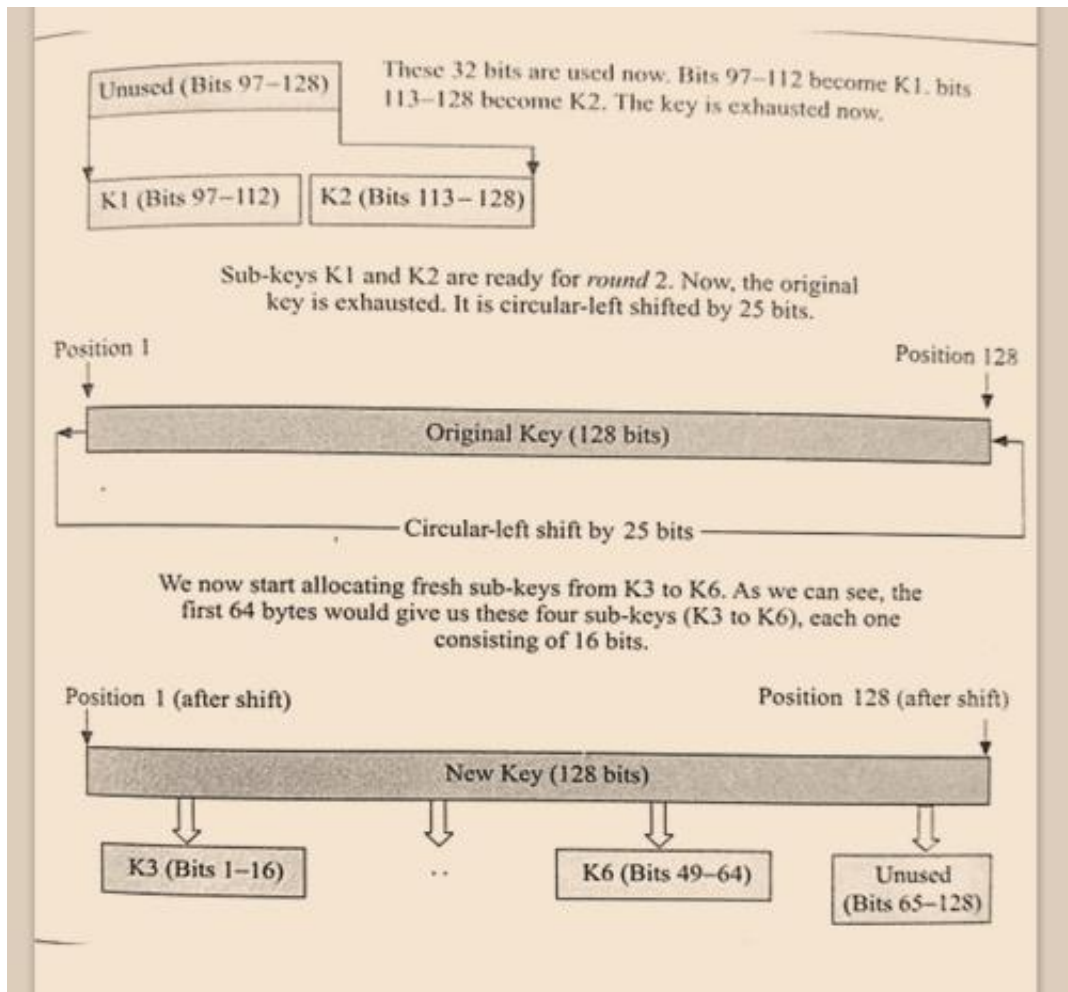 Unused (Bits 97–128)
These 32 bits are used now. Bits 97–112 become K1. bits
113–128 become K2. The key is exhausted now.
K1 (Bits 97–112)
K2 (Bits 113–128)
Sub-keys K1 and K2 are ready for round 2. Now, the original
key is exhausted. It is circular-left shifted by 25 bits.
Position 1
Position 128
Original Key (128 bits)
Circular-left shift by 25 bits
We now start allocating fresh sub-keys from K3 to K6. As we can see, the
first 64 bytes would give us these four sub-keys (K3 to K6), each one
consisting of 16 bits.
Position 1 (after shift)
Position 128 (after shift)
New Key (128 bits)
K3 (Bits 1–16)
..
K6 (Bits 49–64)
Unused
(Bits 65–128)